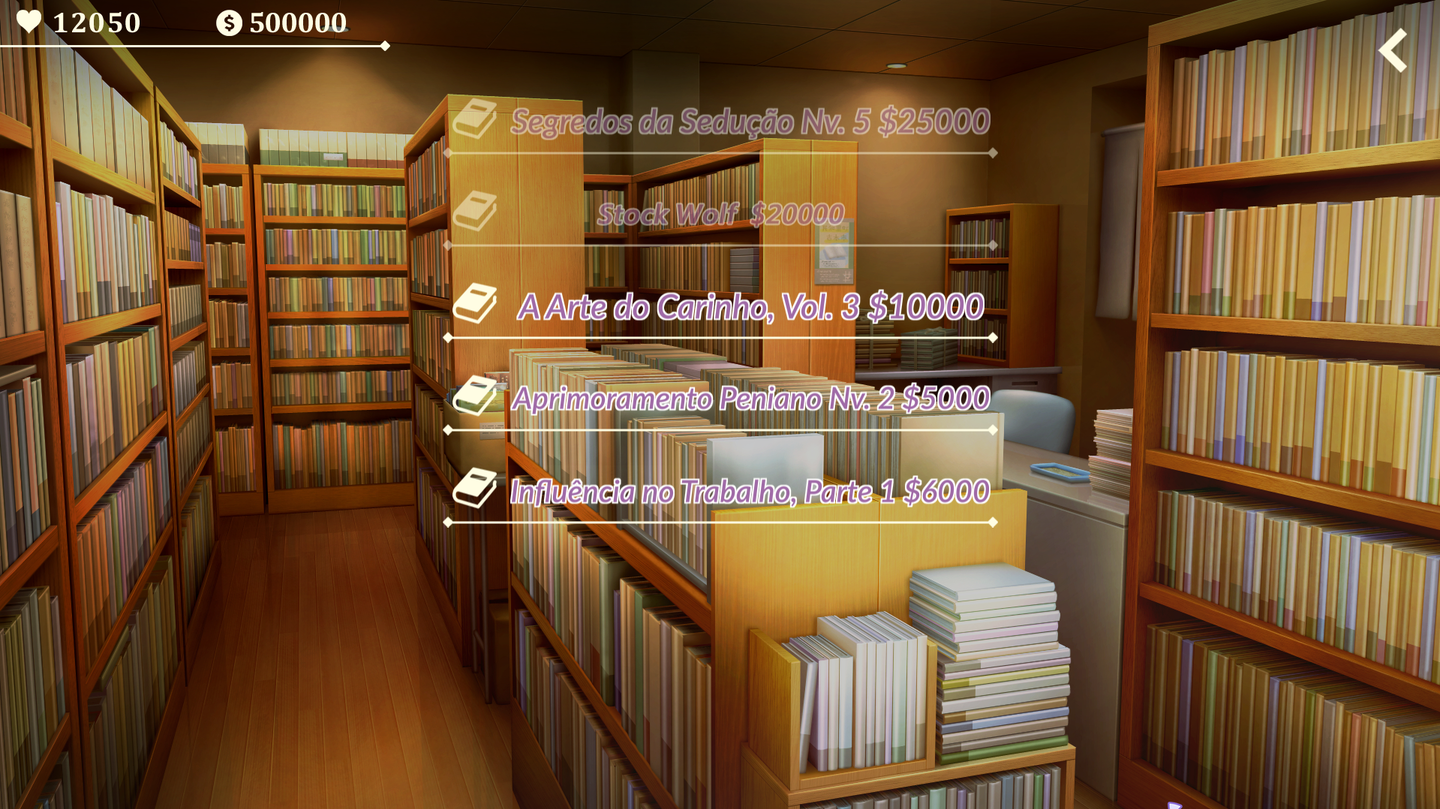 12050
$ 500000
Segredos da Sedução Nv. 5 $25000
Stock Wolf $20000
A Arte do Carinho, Vol. 3 $10000
Aprimoramento Peniano Nv. 2 $5000
Influência no Trabalho, Parte 1 $6000